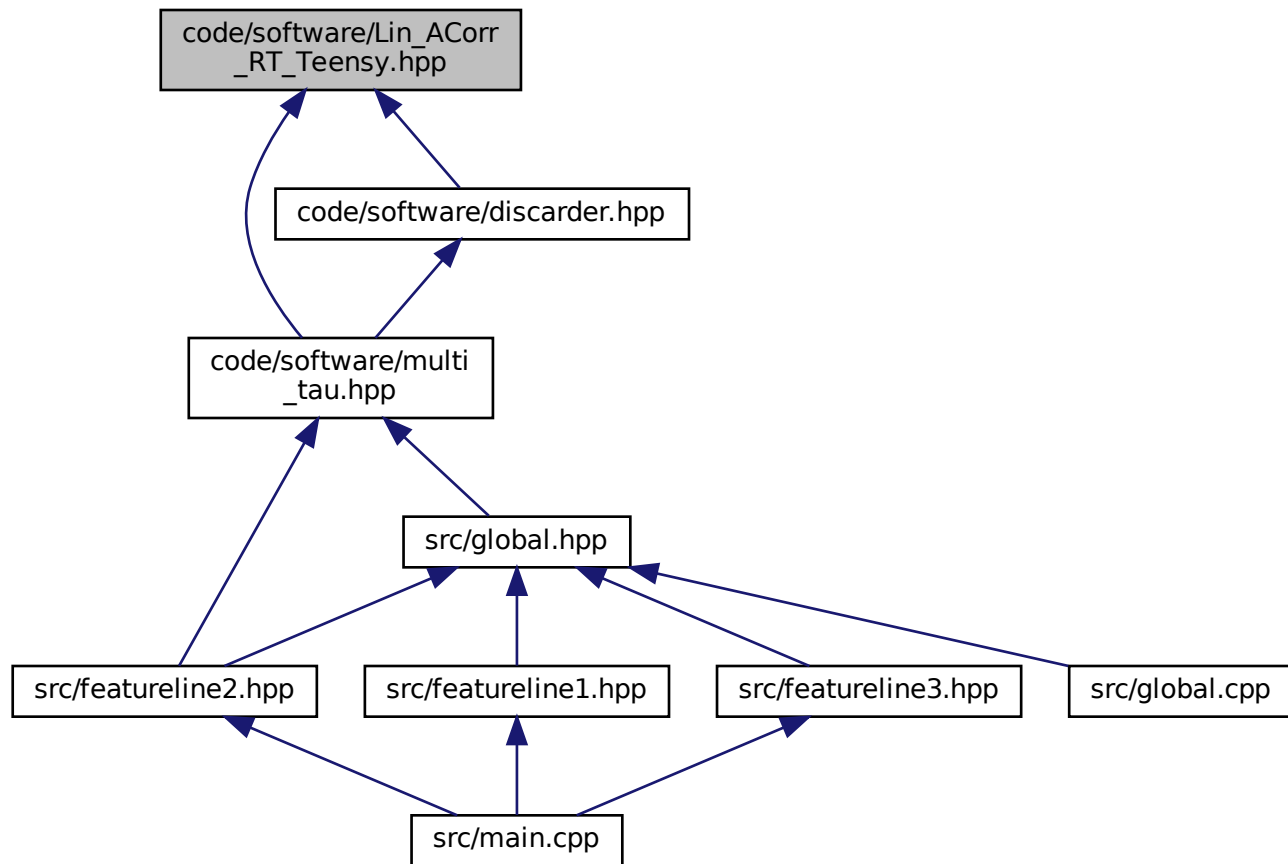 code/software/Lin_ACorr
_RT_Teensy.hpp
code/software/discarder.hpp
code/software/multi
_tau.hpp
src/global.hpp
src/featureline2.hpp
src/featureline1.hpp
src/featureline3.hpp
src/global.cpp
src/main.cpp